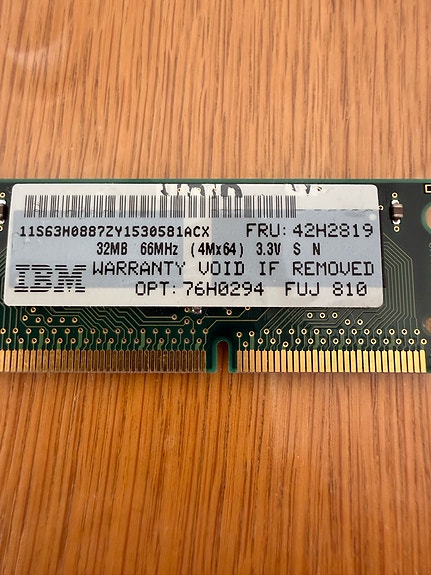 11S63H0887ZY1530581ACX FRU: 42H2819
32MB 66MHz (4Mx64) 3.3V S N
IBM WARRANTY VOID IF REMOVED
OPT: 76H0294 FUJ 810